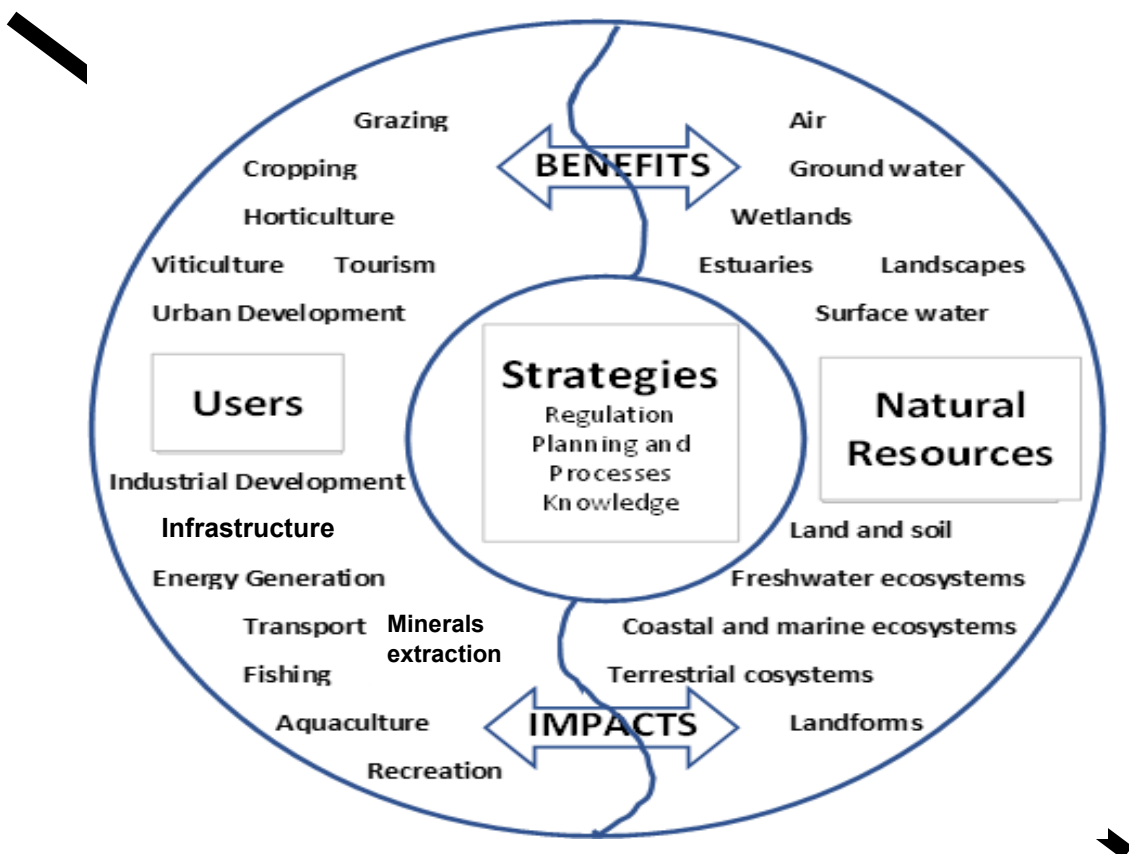 Grazing
Cropping
Horticulture
Viticulture Tourism
Urban Development
Users
Industrial Development
Infrastructure
Energy Generation
Transport Minerals
extraction
Fishing
Aquaculture
Recreation
BENEFITS
Strategies
Regulation
Planning and
Processes
Knowledge
IMPACTS
Air
Ground water
Wetlands
Estuaries Landscapes
Surface water
Natural
Resources
Land and soil
Freshwater ecosystems
Coastal and marine ecosystems
Terrestrial cosystems
Landforms